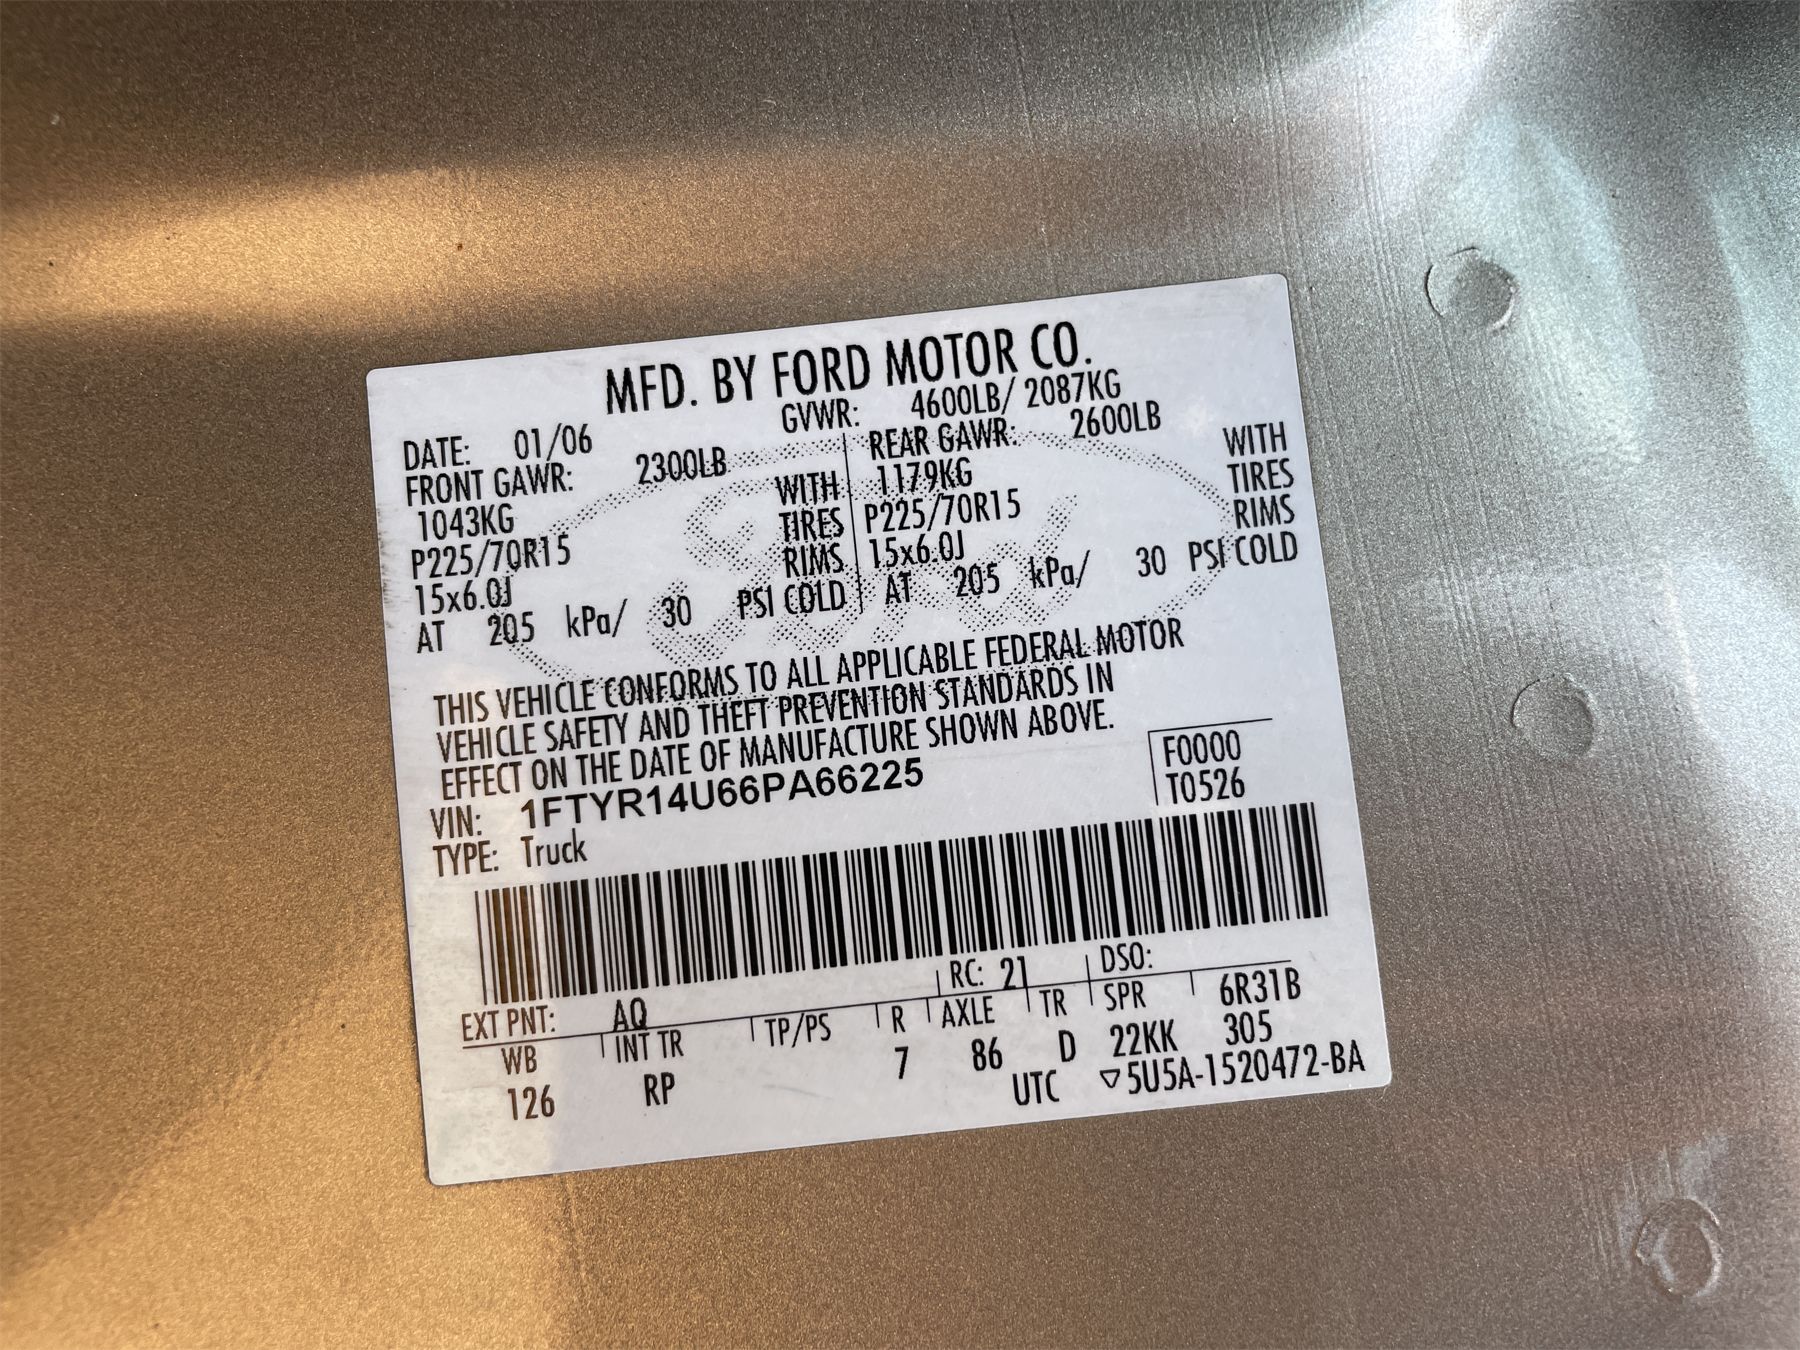 MFD. BY FORD MOTOR CO.
DATE: 01/06 GVWR: 4600LB/ 2087KG
FRONT GAWR: 2300LB REAR GAWR: 2600LB
1043KG WITH 1179KG WITH
P225/70R15 TIRES P225/70R15 TIRES
15x6.0J RIMS 15x6.0J RIMS
AT 205 kPa/ 30 PSI COLD AT 205 kPa/ 30 PSI COLD
THIS VEHICLE CONFORMS TO ALL APPLICABLE FEDERAL MOTOR
VEHICLE SAFETY AND THEFT PREVENTION STANDARDS IN
EFFECT ON THE DATE OF MANUFACTURE SHOWN ABOVE.
VIN: 1FTYR14U66PA66225 F0000
TYPE: Truck T0526
EXT PNT: AQ RC: 21 DSO:
WB INT TR TP/PS R AXLE TR SPR 6R31B
126 RP 7 86 D 22KK 305
UTC ▽5U5A-1520472-BA